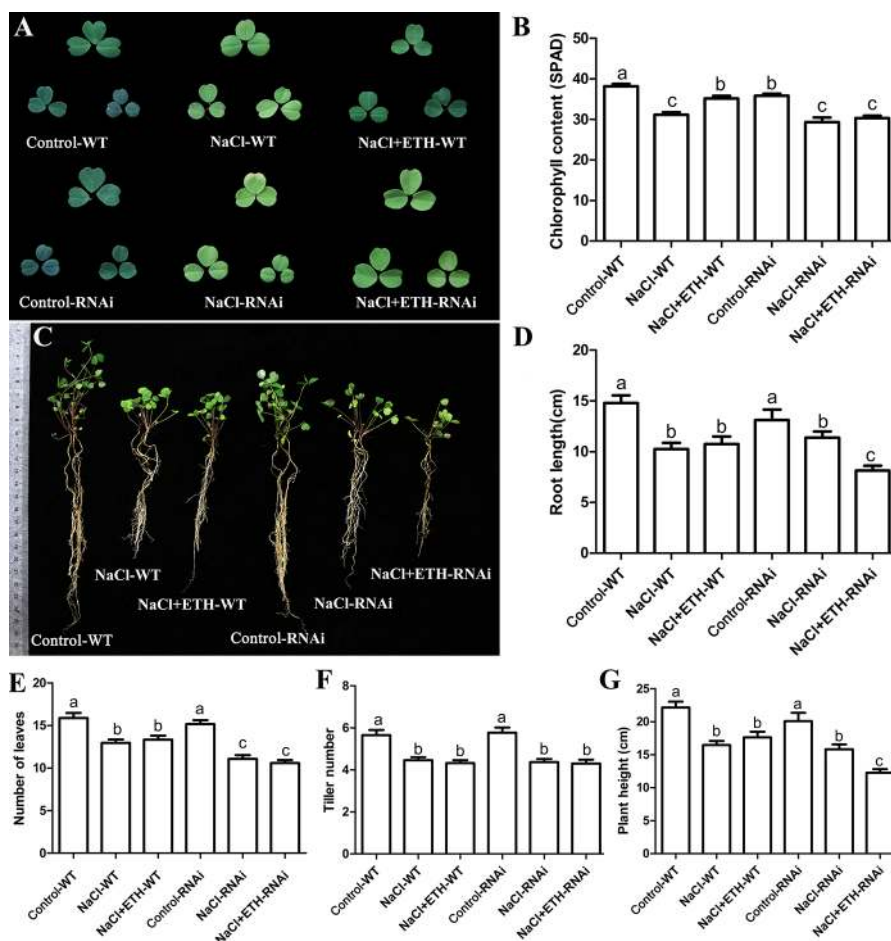 A
Control-WT
NaCl-WT
NaCl+ETH-WT
Control-RNAi
NaCl-RNAi
NaCl+ETH-RNAi
B
Chlorophyll content (SPAD)
50
40
30
20
10
0
a
c
b
b
c
c
Control-WT
NaCl-WT
NaCl+ETH-WT
Control-RNAi
NaCl-RNAi
NaCl+ETH-RNAi
C
NaCl-WT
NaCl+ETH-RNAi
NaCl+ETH-WT
NaCl-RNAi
Control-WT
Control-RNAi
D
Root length(cm)
20
15
10
5
0
a
b
b
a
b
c
Control-WT
NaCl-WT
NaCl+ETH-WT
Control-RNAi
NaCl-RNAi
NaCl+ETH-RNAi
E
Number of leaves
20
15
10
5
0
a
b
b
a
c
c
Control-WT
NaCl-WT
NaCl+ETH-WT
Control-RNAi
NaCl-RNAi
NaCl+ETH-RNAi
F
Tiller number
8
6
4
2
0
a
b
b
a
b
b
Control-WT
NaCl-WT
NaCl+ETH-WT
Control-RNAi
NaCl-RNAi
NaCl+ETH-RNAi
G
Plant height (cm)
25
20
15
10
5
0
a
b
b
a
b
c
Control-WT
NaCl-WT
NaCl+ETH-WT
Control-RNAi
NaCl-RNAi
NaCl+ETH-RNAi